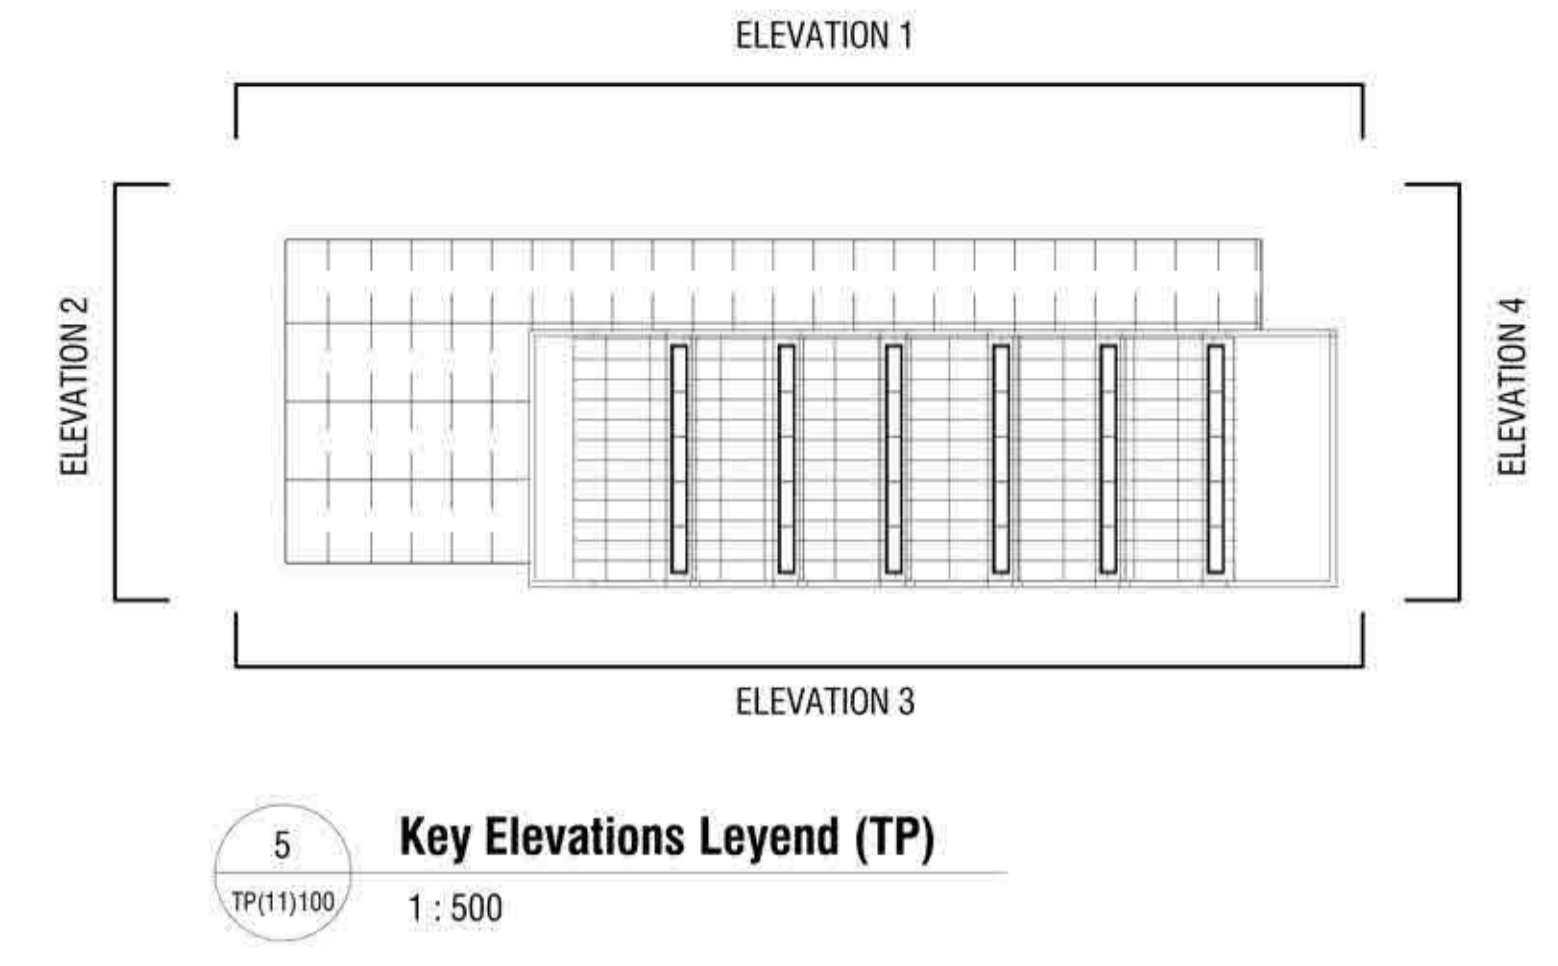 ELEVATION 1
ELEVATION 2
ELEVATION 4
ELEVATION 3
5
TP(11)100
Key Elevations Leyend (TP)
1 : 500